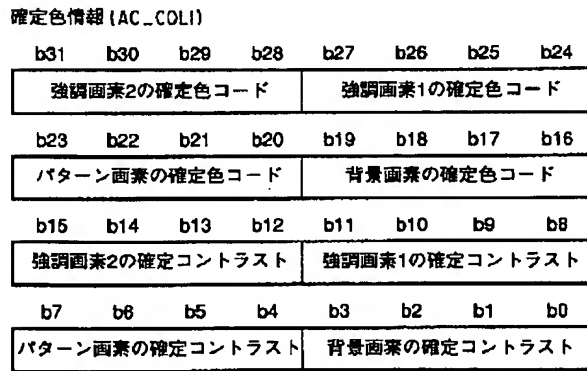 確定色情報(AC_COLI)
b31 b30 b29 b28 b27 b26 b25 b24
強調画素2の確定色コード 強調画素1の確定色コード
b23 b22 b21 b20 b19 b18 b17 b16
パターン画素の確定色コード 背景画素の確定色コード
b15 b14 b13 b12 b11 b10 b9 b8
強調画素2の確定コントラスト 強調画素1の確定コントラスト
b7 b6 b5 b4 b3 b2 b1 b0
パターン画素の確定コントラスト 背景画素の確定コントラスト